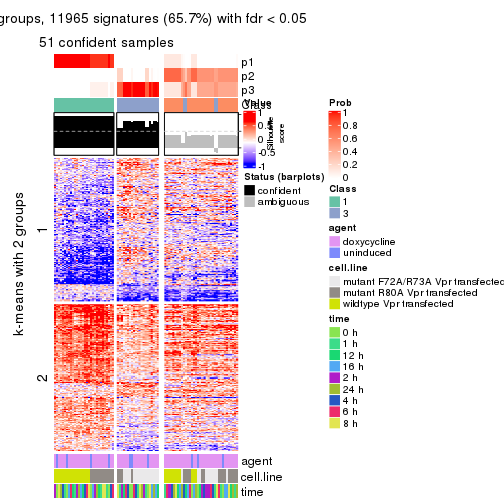 groups, 11965 signatures (65.7%) with fdr < 0.05
51 confident samples
p1
p2
p3
Class
k-means with 2 groups
1
2
agent
cell.line
time
Value
1
0.5
0
-0.5
-1
Silhouette
score
Status (barplots)
confident
ambiguous
Prob
1
0.8
0.6
0.4
0.2
0
Class
1
3
agent
doxycycline
uninduced
cell.line
mutant F72A/R73A Vpr transfected
mutant R80A Vpr transfected
wildtype Vpr transfected
time
0 h
1 h
12 h
16 h
2 h
24 h
4 h
6 h
8 h